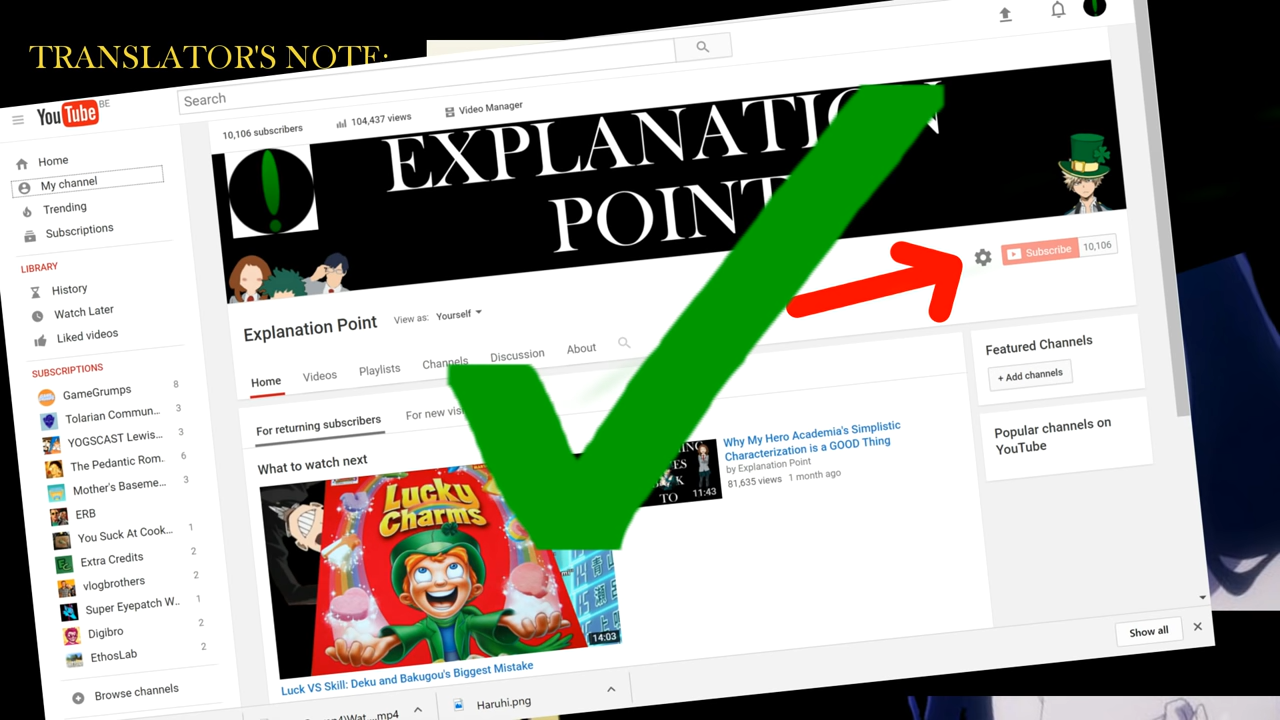 TRANSLATOR'S NOTE:
YouTube BE
Search
10,106 subscribers
104,437 views
Video Manager
EXPLANATION
POINT
Home
My channel
Trending
Subscriptions
LIBRARY
History
Watch Later
Liked videos
SUBSCRIPTIONS
GameGrumps 8
Tolarian Commun... 3
YOGSCAST Lewis... 3
The Pedantic Rom... 6
Mother's Baseme... 3
ERB
You Suck At Cook... 1
Extra Credits 2
vlogbrothers 2
Super Eyepatch W... 1
Digibro 2
EthosLab 2
Browse channels
Subscribe 10,106
Explanation Point
View as: Yourself
Home Videos Playlists Channels Discussion About
For returning subscribers
For new
What to watch next
Lucky
Charms
14:03
Luck VS Skill: Deku and Bakugou's Biggest Mistake
TO
11:43
Why My Hero Academia's Simplistic
Characterization is a GOOD Thing
by Explanation Point
81,635 views 1 month ago
Featured Channels
+ Add channels
Popular channels on
YouTube
Show all
Haruhi.png